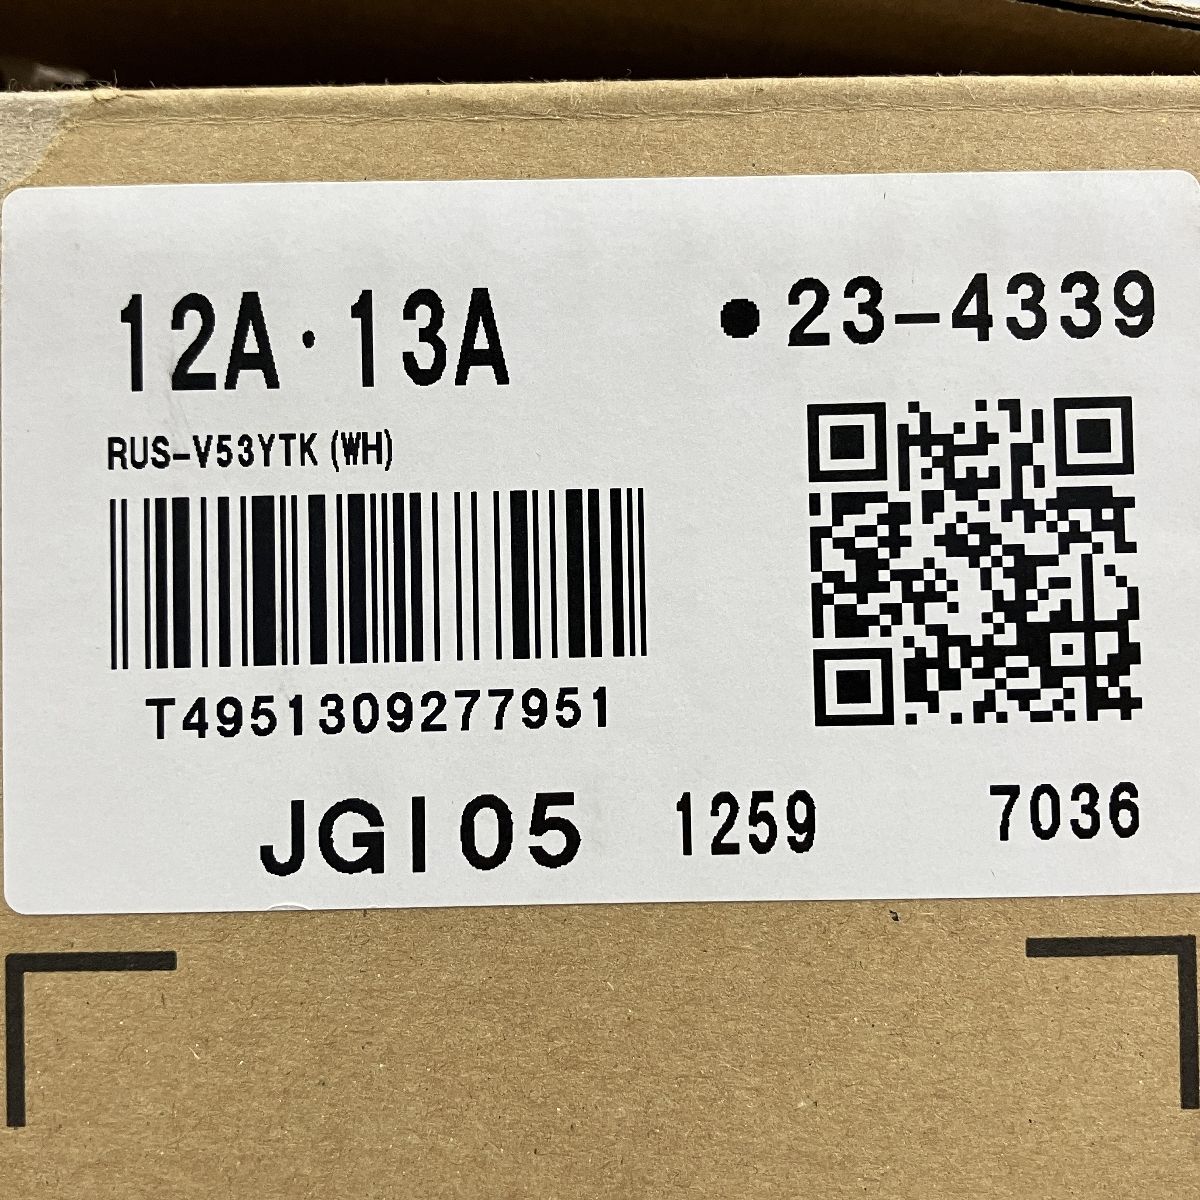 12A・13A
●23-4339
RUS-V53YTK (WH)
T4951309277951
JGI05 1259 7036